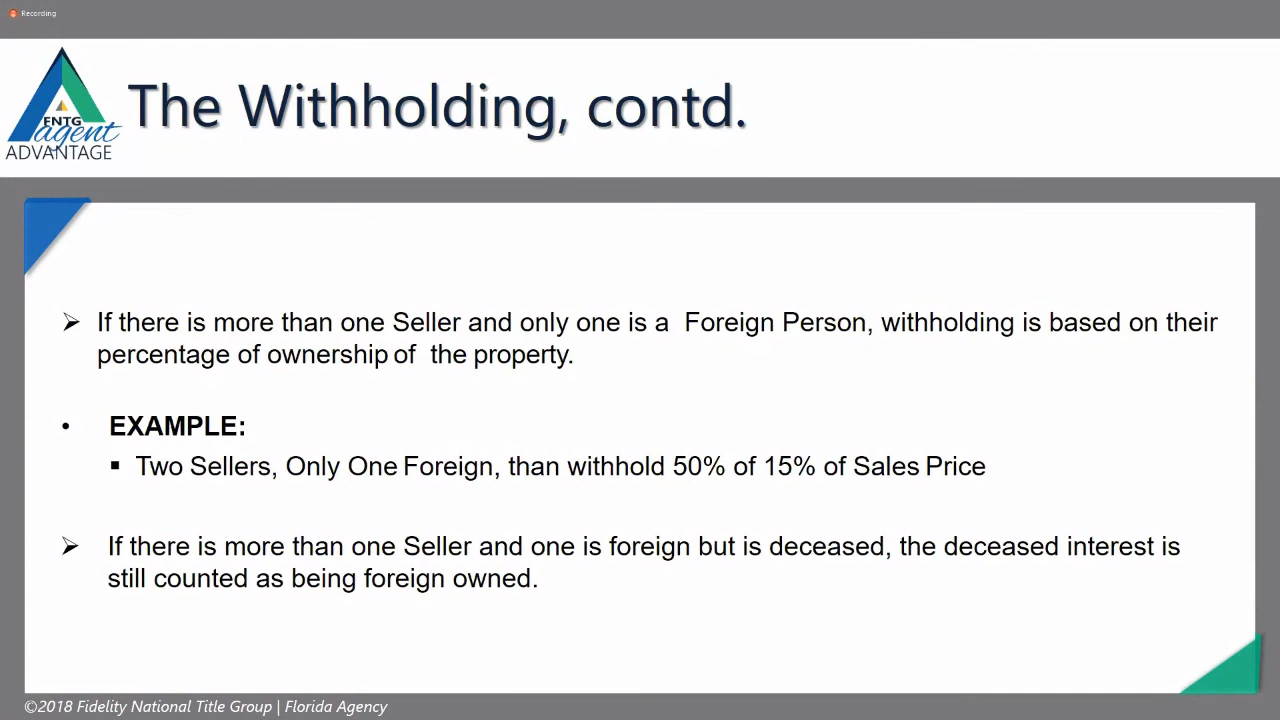 Recording
The Withholding, contd.
FNTG
agent
ADVANTAGE
➢ If there is more than one Seller and only one is a Foreign Person, withholding is based on their
percentage of ownership of the property.
• EXAMPLE:
▪ Two Sellers, Only One Foreign, than withhold 50% of 15% of Sales Price
➢ If there is more than one Seller and one is foreign but is deceased, the deceased interest is
still counted as being foreign owned.
©2018 Fidelity National Title Group | Florida Agency